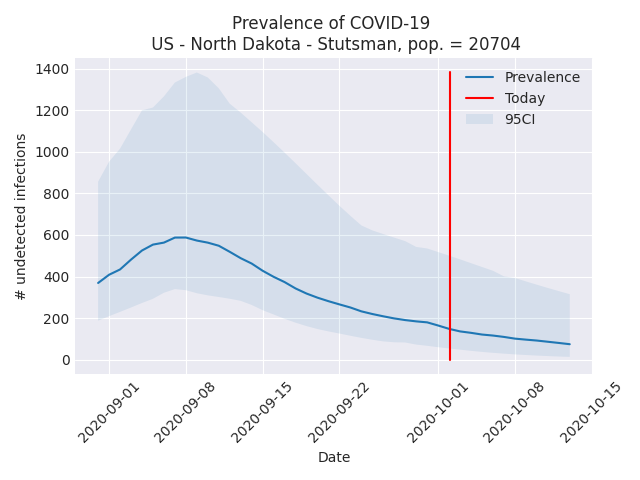 Prevalence of COVID-19
US - North Dakota - Stutsman, pop. = 20704
1400
1200
1000
800
600
400
200
0
# undetected infections
Prevalence
Today
95CI
2020-09-01
2020-09-08
2020-09-15
2020-09-22
2020-10-01
2020-10-08
2020-10-15
Date